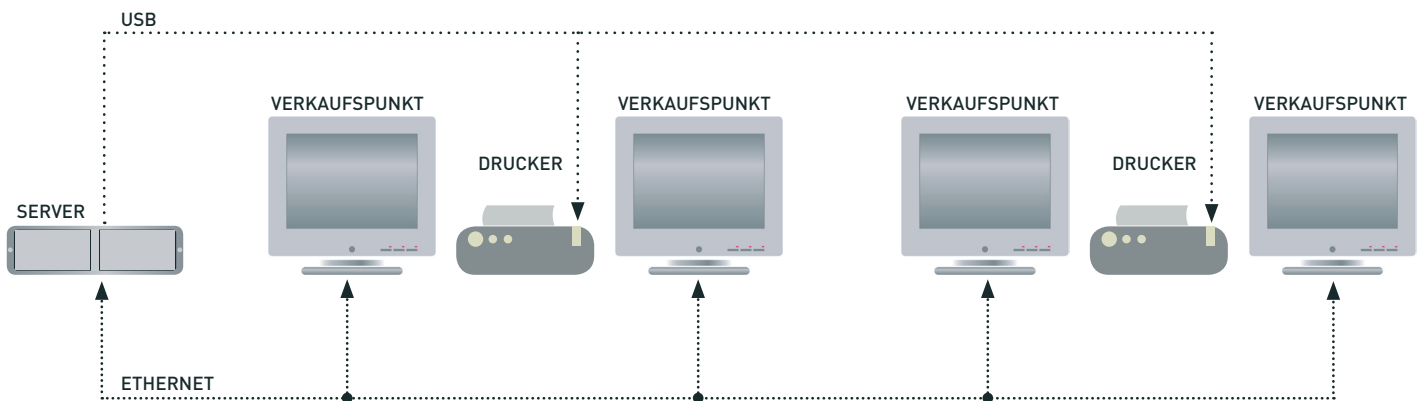 USB
VERKAUFSPUNKT
VERKAUFSPUNKT
VERKAUFSPUNKT
VERKAUFSPUNKT
DRUCKER
DRUCKER
SERVER
ETHERNET